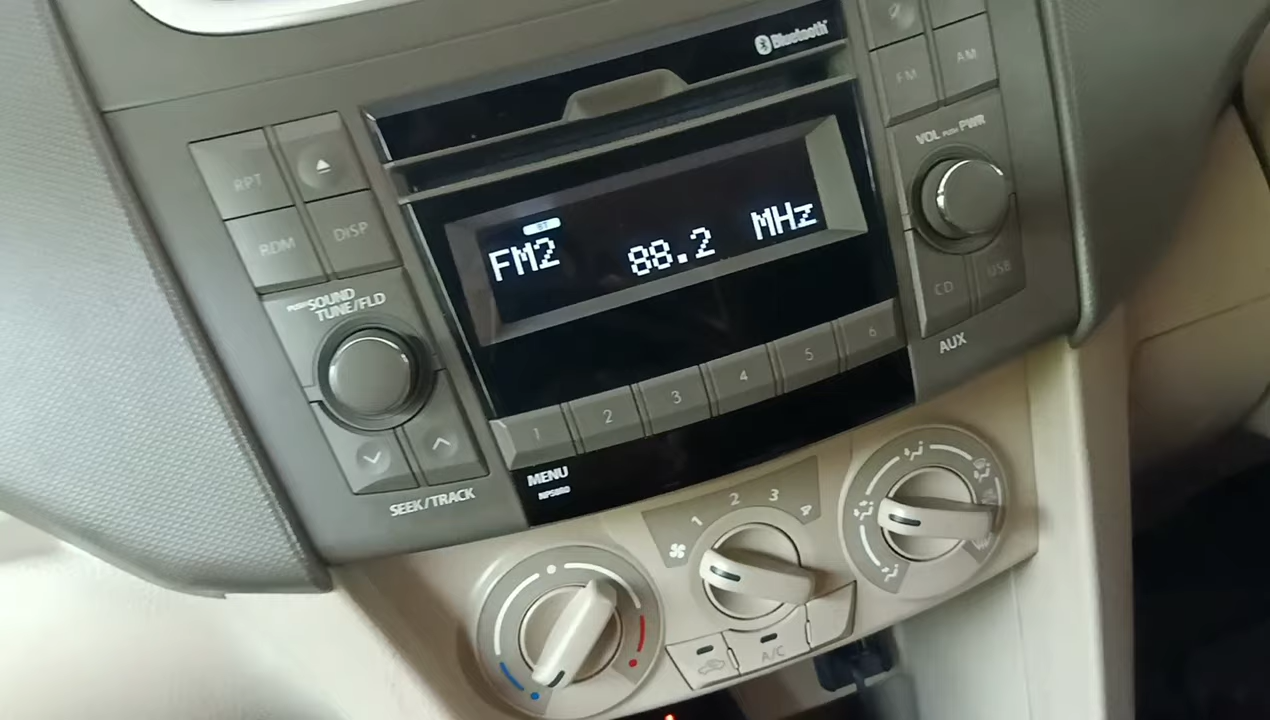 Bluetooth
RPT
RDM
DISP
FM
AM
VOL PUSH PWR
ST
FM2 88.2 MHz
PUSH SOUND
TUNE/FLD
CD
USB
AUX
1 2 3 4 5 6
MENU
SEEK/TRACK
1 2 3 4
A/C